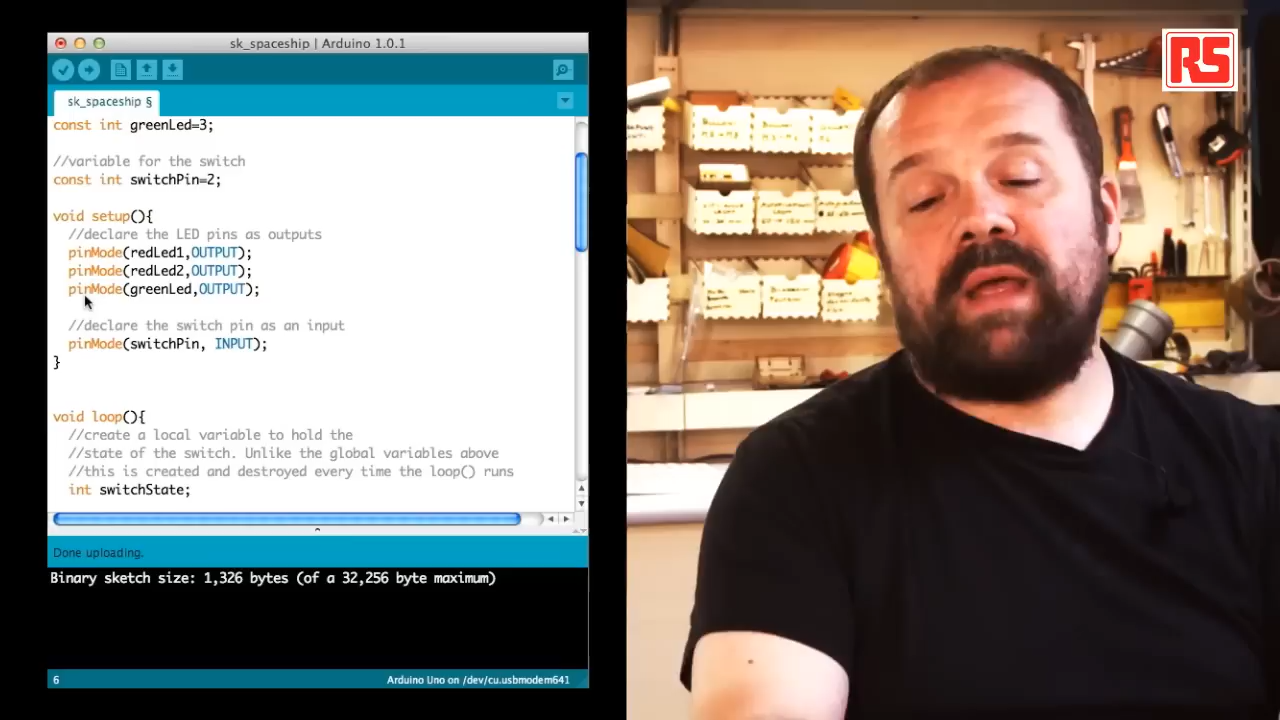 sk_spaceship | Arduino 1.0.1
sk_spaceship §
const int greenLed=3;
//variable for the switch
const int switchPin=2;
void setup(){
//declare the LED pins as outputs
pinMode(redLed1,OUTPUT);
pinMode(redLed2,OUTPUT);
pinMode(greenLed,OUTPUT);
//declare the switch pin as an input
pinMode(switchPin, INPUT);
}
void loop(){
//create a local variable to hold the
//state of the switch. Unlike the global variables above
//this is created and destroyed every time the loop() runs
int switchState;
Done uploading.
Binary sketch size: 1,326 bytes (of a 32,256 byte maximum)
6
Arduino Uno on /dev/cu.usbmodem641
RS